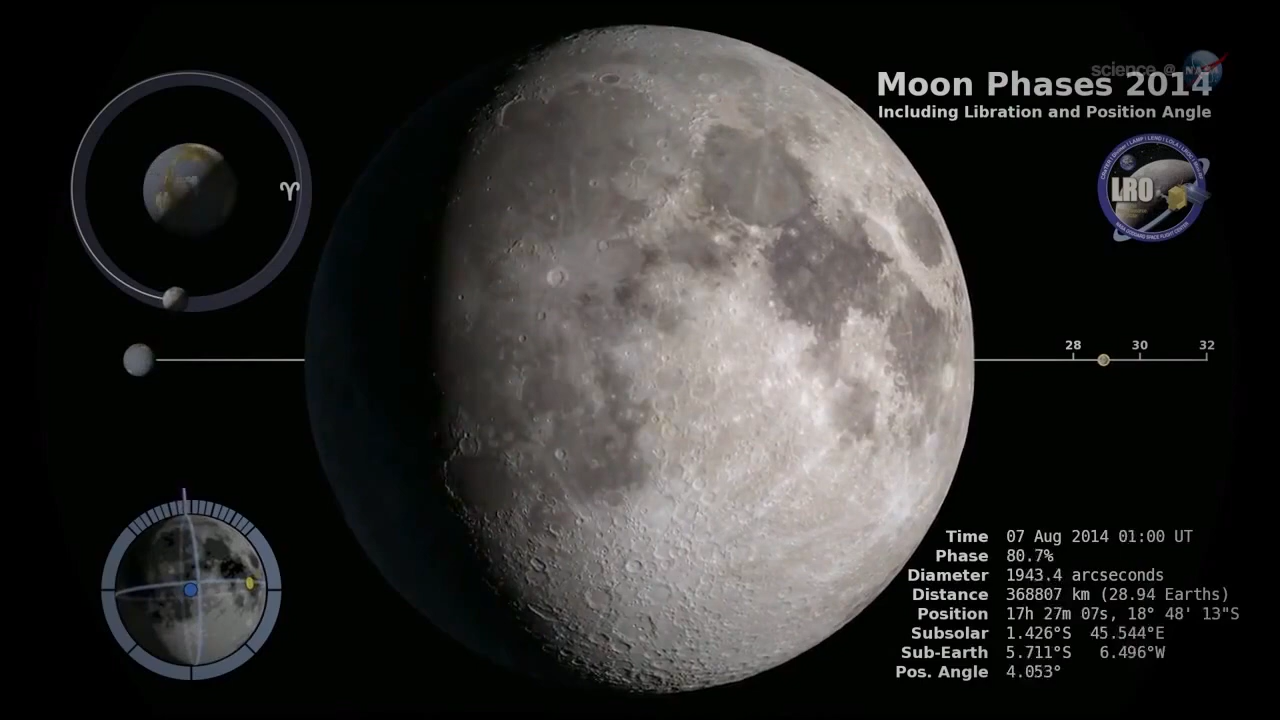 science @ NASA
Moon Phases 2014
Including Libration and Position Angle
LRO
♈
28 30 32
Time 07 Aug 2014 01:00 UT
Phase 80.7%
Diameter 1943.4 arcseconds
Distance 368807 km (28.94 Earths)
Position 17h 27m 07s, 18° 48' 13"S
Subsolar 1.426°S 45.544°E
Sub-Earth 5.711°S 6.496°W
Pos. Angle 4.053°